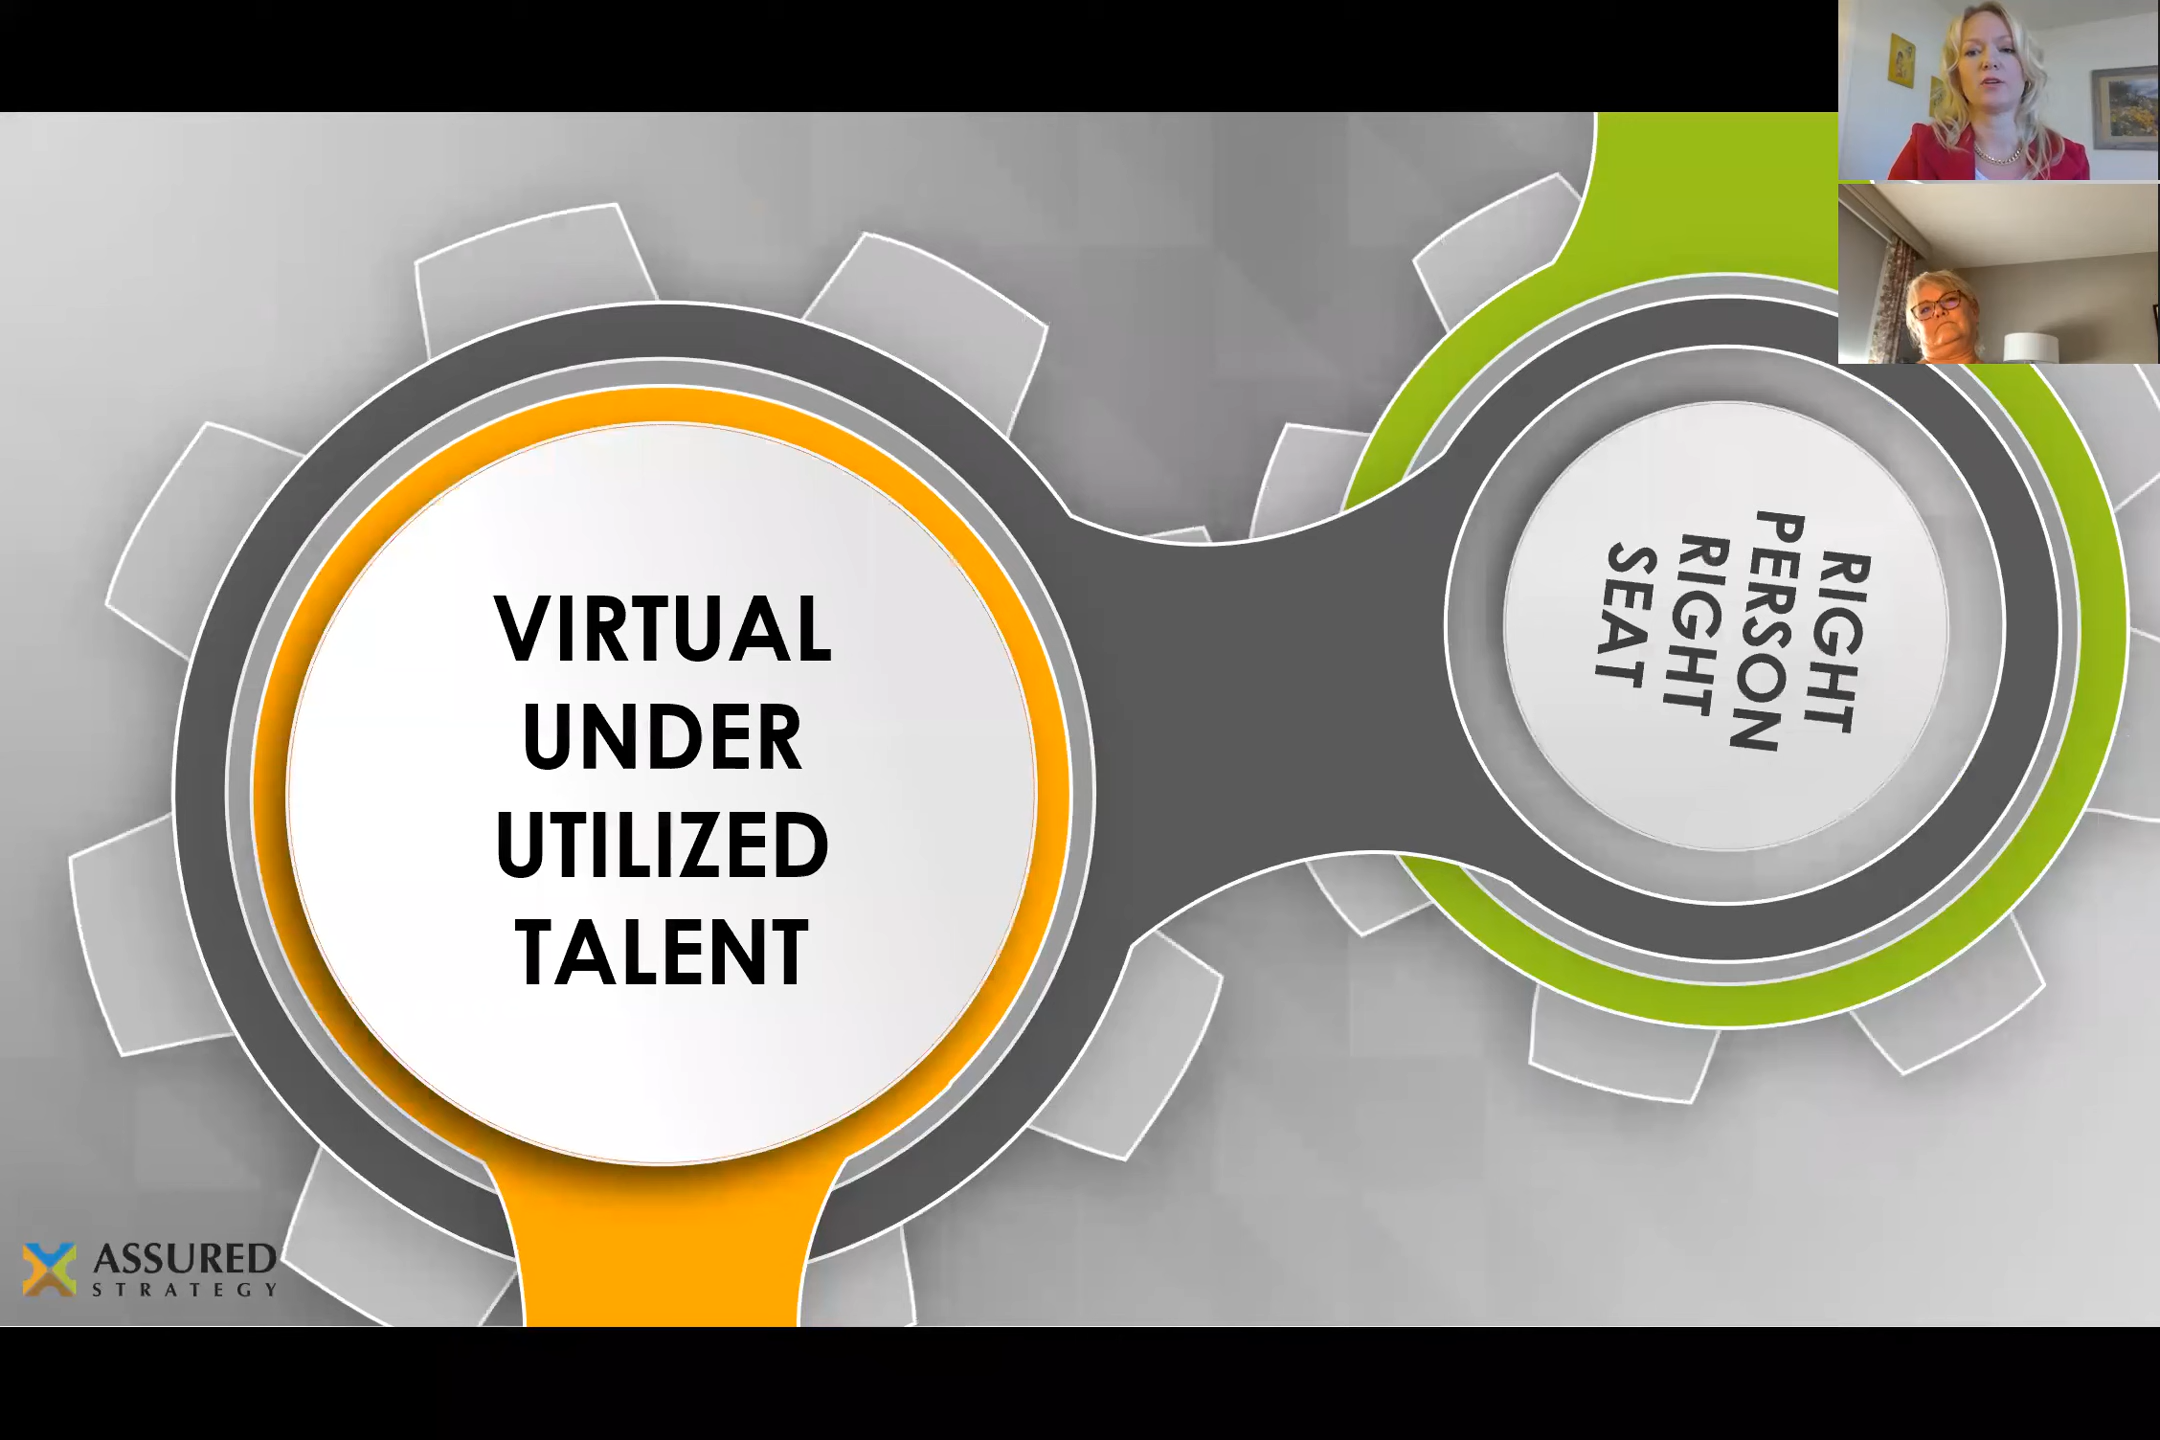 VIRTUAL
UNDER
UTILIZED
TALENT
RIGHT
PERSON
RIGHT
SEAT
ASSURED
STRATEGY